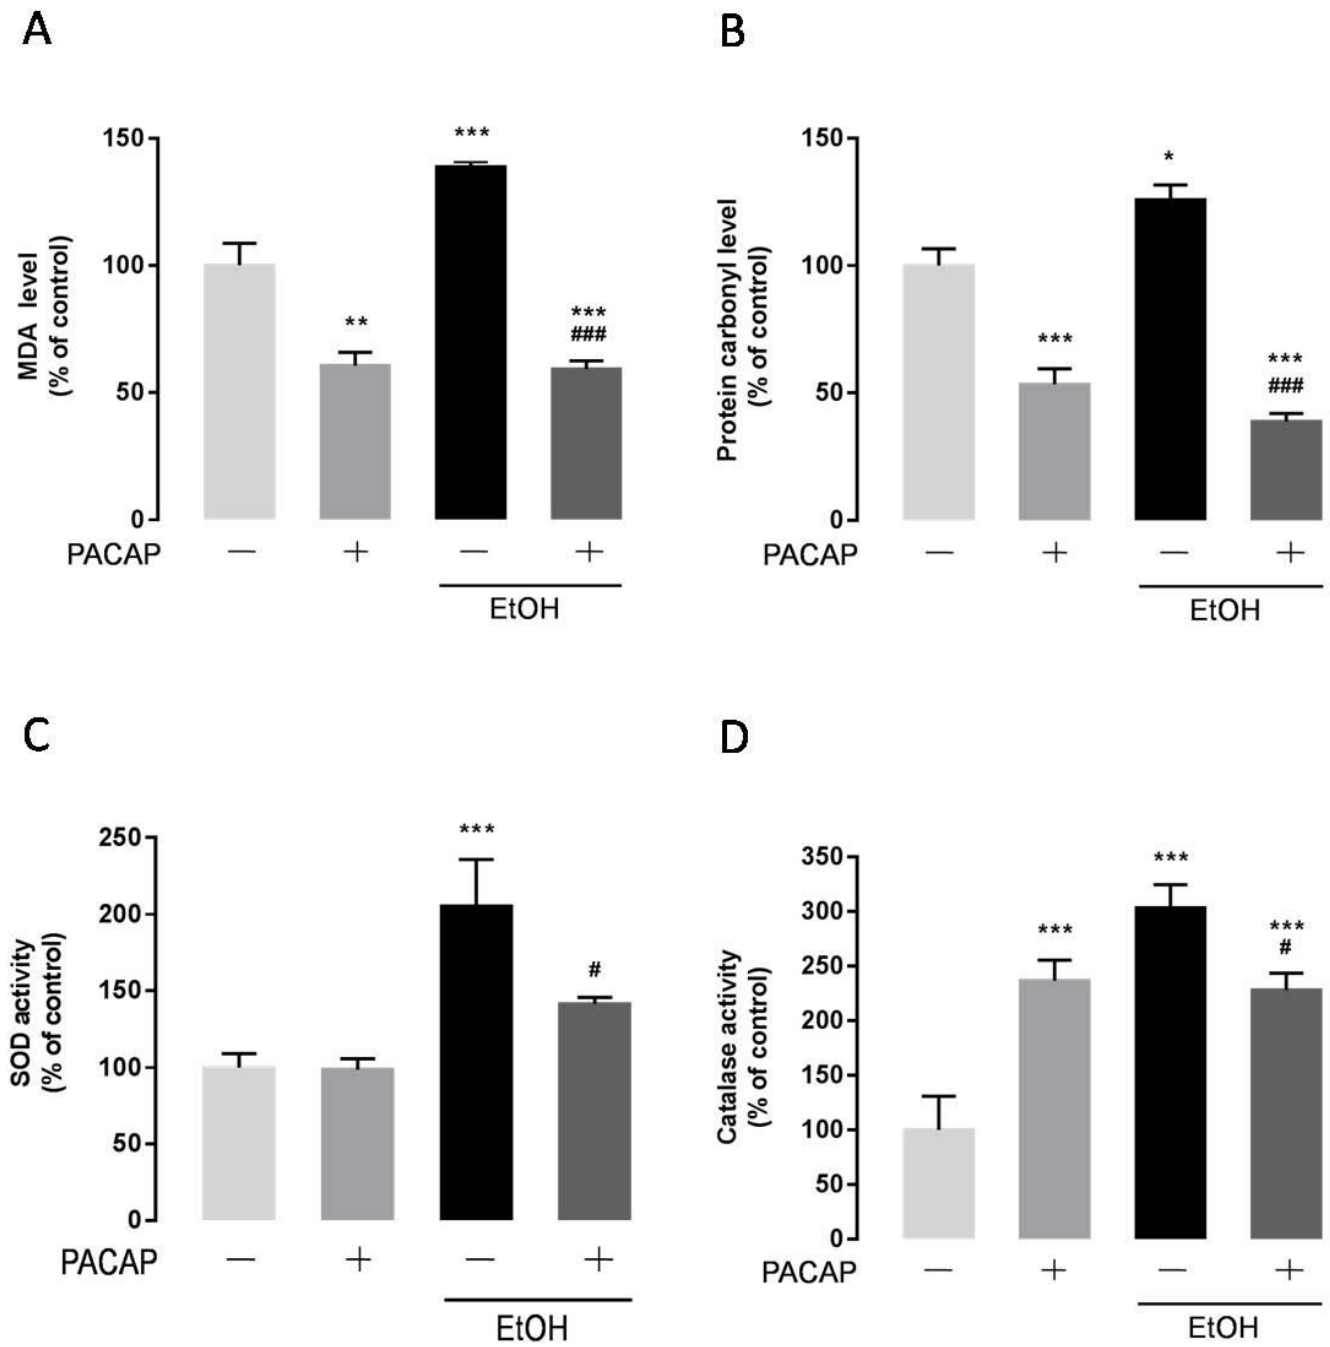 A
MDA level
(% of control)
150
100
50
0
***
**
***
###
PACAP — + — +
EtOH
B
Protein carbonyl level
(% of control)
150
100
50
0
*
***
***
###
PACAP — + — +
EtOH
C
SOD activity
(% of control)
250
200
150
100
50
0
***
#
PACAP — + — +
EtOH
D
Catalase activity
(% of control)
350
300
250
200
150
100
50
0
***
***
***
#
PACAP — + — +
EtOH